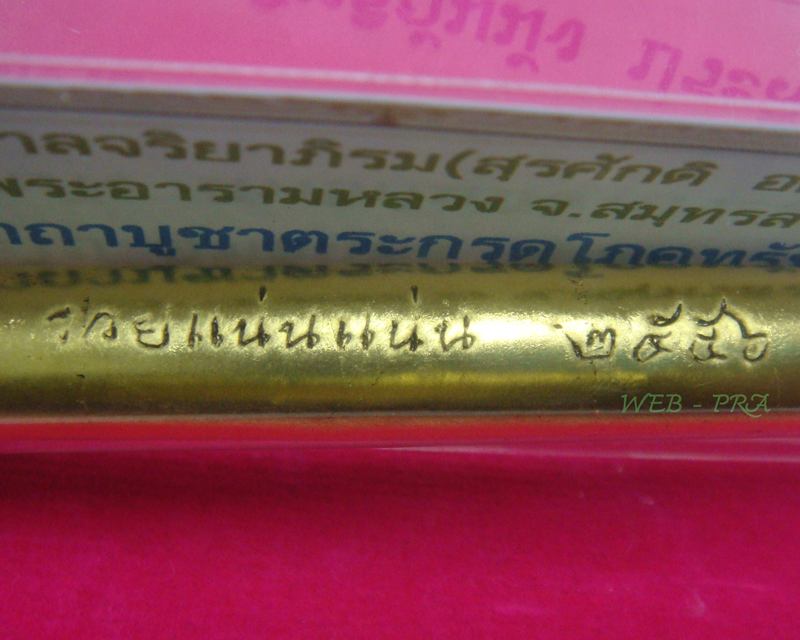 าลจริยาภิรม(สุรศักดิ์
พระอารามหลวง จ.สมุทรส
าถาบูชาตะกรุดโภคทรั
รวยแน่นแน่น ๒๕๕๖
WEB - PRA